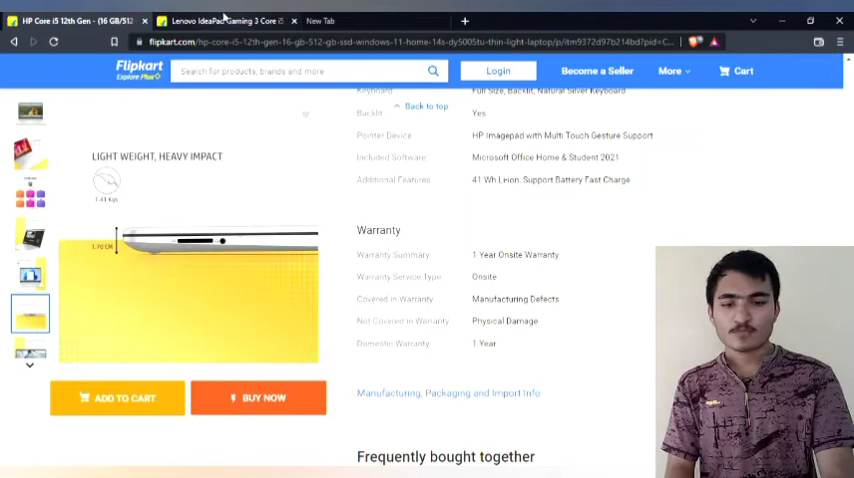 HP Core i5 12th Gen - (16 GB/512
Lenovo IdeaPad Gaming 3 Core i5
New Tab
flipkart.com/hp-core-i5-12th-gen-16-gb-512-gb-ssd-windows-11-home-14s-dy5005tu-thin-light-laptop/p/itm9372d97b214bd?pid=C...
Flipkart
Explore Plus
Search for products, brands and more
Login
Become a Seller
More
Cart
Keyboard Full Size, Backlit, Natural Silver Keyboard
Back to top
Backlit Yes
Pointer Device HP Imagepad with Multi Touch Gesture Support
Included Software Microsoft Office Home & Student 2021
Additional Features 41 Wh Li-ion, Support Battery Fast Charge
LIGHT WEIGHT, HEAVY IMPACT
1.41 Kgs
1.70 CM
Warranty
Warranty Summary 1 Year Onsite Warranty
Warranty Service Type Onsite
Covered in Warranty Manufacturing Defects
Not Covered in Warranty Physical Damage
Domestic Warranty 1 Year
ADD TO CART
BUY NOW
Manufacturing, Packaging and Import Info
Frequently bought together